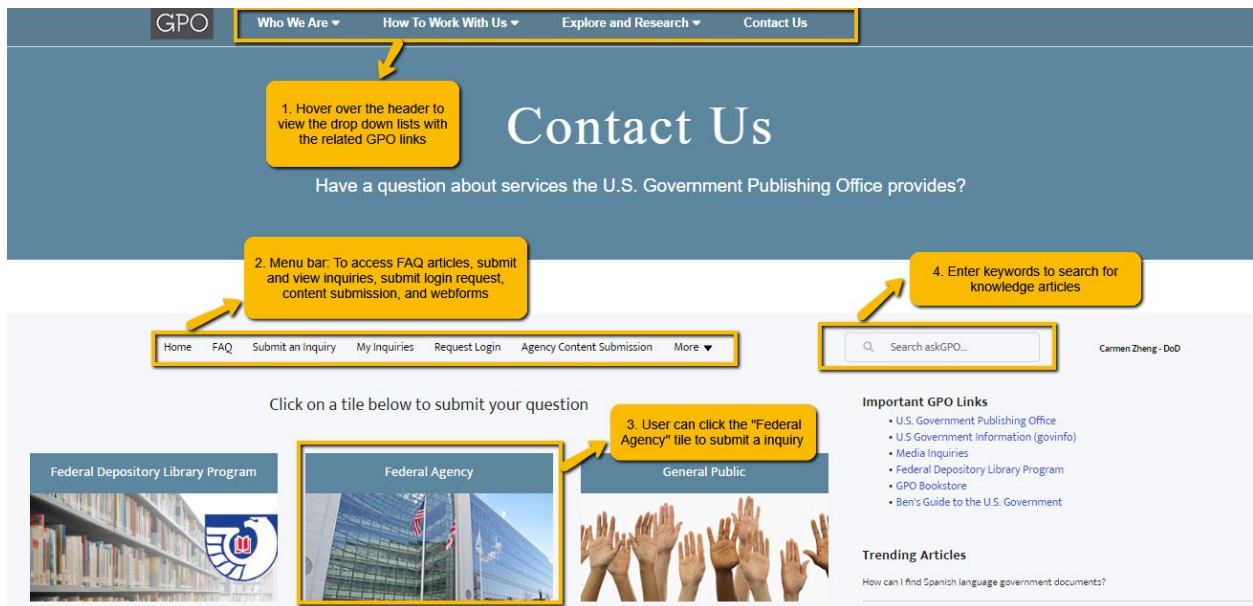 GPO
Who We Are ▾
How To Work With Us ▾
Explore and Research ▾
Contact Us
1. Hover over the header to
view the drop down lists with
the related GPO links
Contact Us
Have a question about services the U.S. Government Publishing Office provides?
2. Menu bar: To access FAQ articles, submit
and view inquiries, submit login request,
content submission, and webforms
4. Enter keywords to search for
knowledge articles
Home FAQ Submit an Inquiry My Inquiries Request Login Agency Content Submission More ▼
Search askGPO...
Carmen Zheng - DoD
Click on a tile below to submit your question
3. User can click the "Federal
Agency" tile to submit a inquiry
Federal Depository Library Program
Federal Agency
General Public
Important GPO Links
• U.S. Government Publishing Office
• U.S Government Information (govinfo)
• Media Inquiries
• Federal Depository Library Program
• GPO Bookstore
• Ben's Guide to the U.S. Government
Trending Articles
How can I find Spanish language government documents?